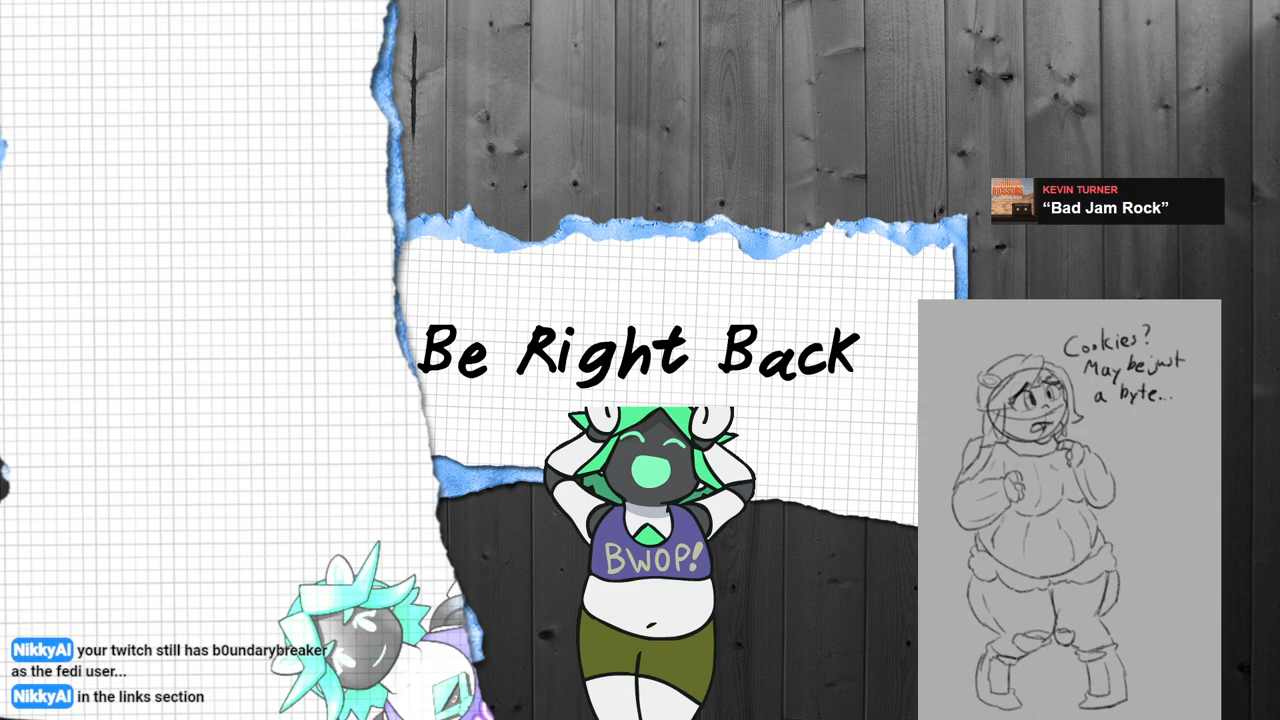 KEVIN TURNER
“Bad Jam Rock”
Be Right Back
Cookies?
Maybe just
a byte...
BWOP!
NikkyAI your twitch still has b0undarybreaker
as the fedi user...
NikkyAI in the links section